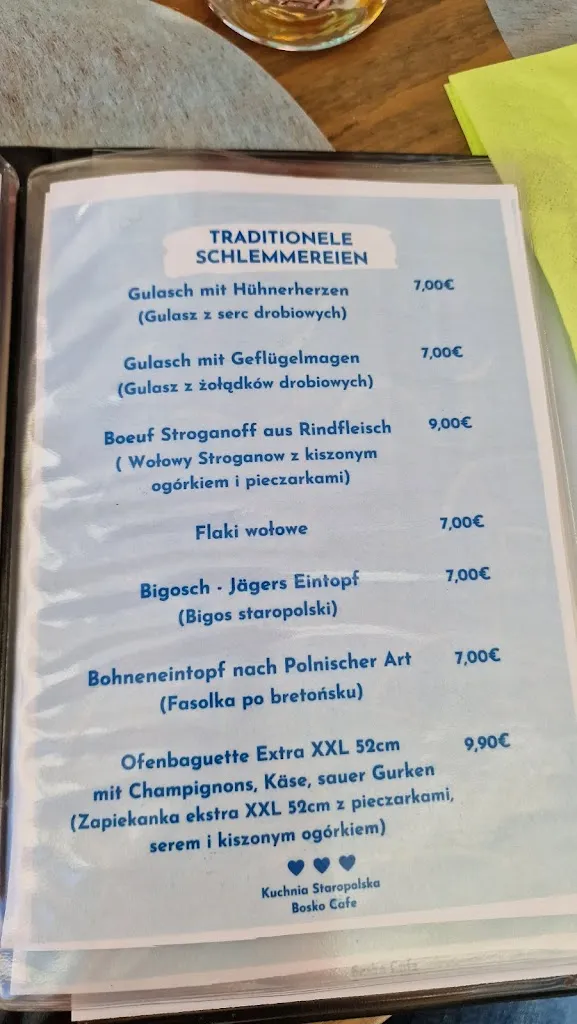 TRADITIONELE
SCHLEMMEREIEN
Gulasch mit Hühnerherzen 7,00€
(Gulasz z serc drobiowych)
Gulasch mit Geflügelmagen 7,00€
(Gulasz z żołądków drobiowych)
Boeuf Stroganoff aus Rindfleisch 9,00€
( Wołowy Stroganow z kiszonym
ogórkiem i pieczarkami)
Flaki wołowe 7,00€
Bigosch - Jägers Eintopf 7,00€
(Bigos staropolski)
Bohneneintopf nach Polnischer Art 7,00€
(Fasolka po bretońsku)
Ofenbaguette Extra XXL 52cm 9,90€
mit Champignons, Käse, sauer Gurken
(Zapiekanka ekstra XXL 52cm z pieczarkami,
serem i kiszonym ogórkiem)
Kuchnia Staropolska
Bosko Cafe
Bosko Cafe